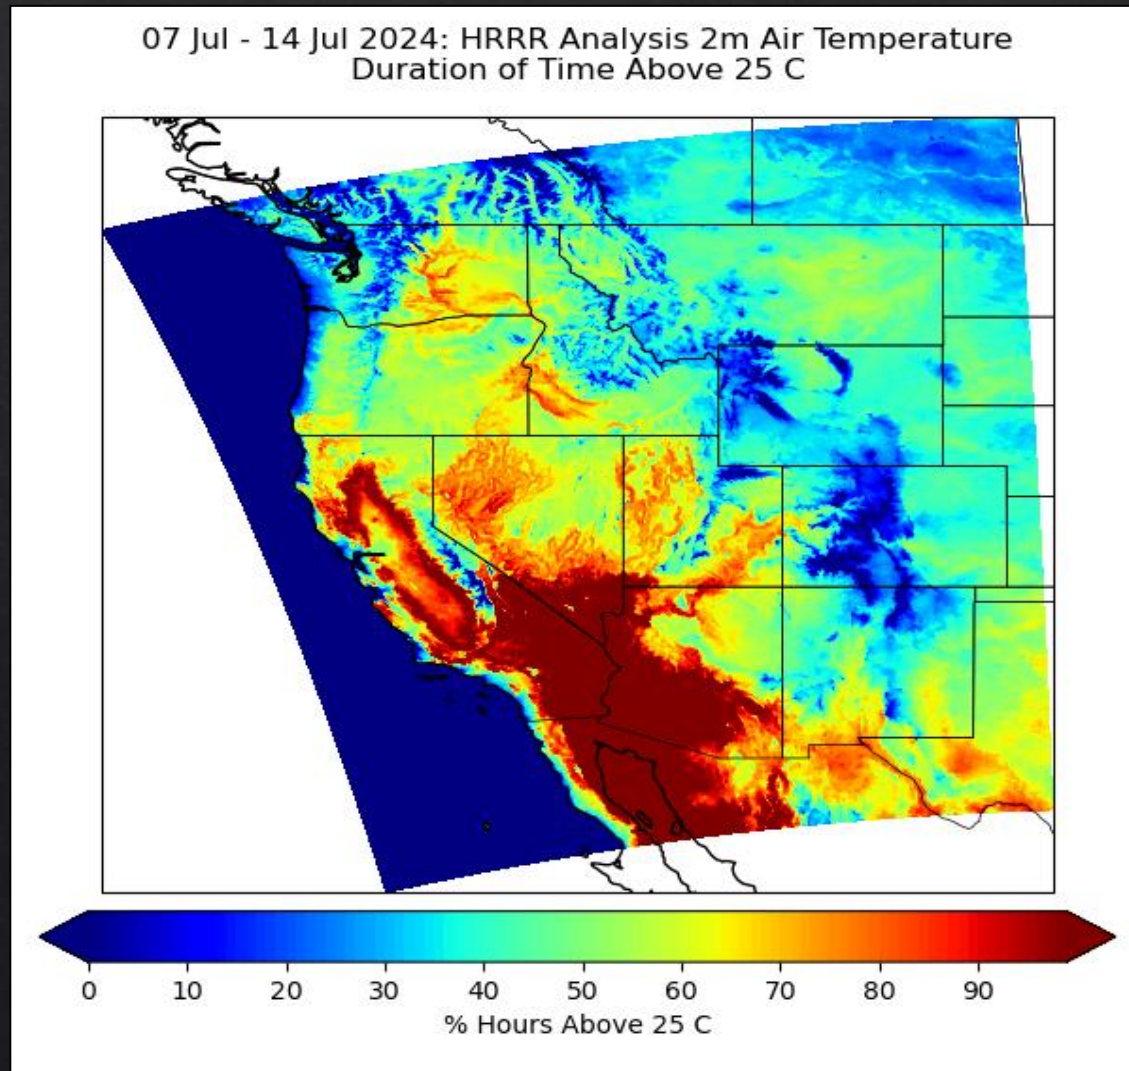 07 Jul - 14 Jul 2024: HRRR Analysis 2m Air Temperature
Duration of Time Above 25 C
0 10 20 30 40 50 60 70 80 90
% Hours Above 25 C